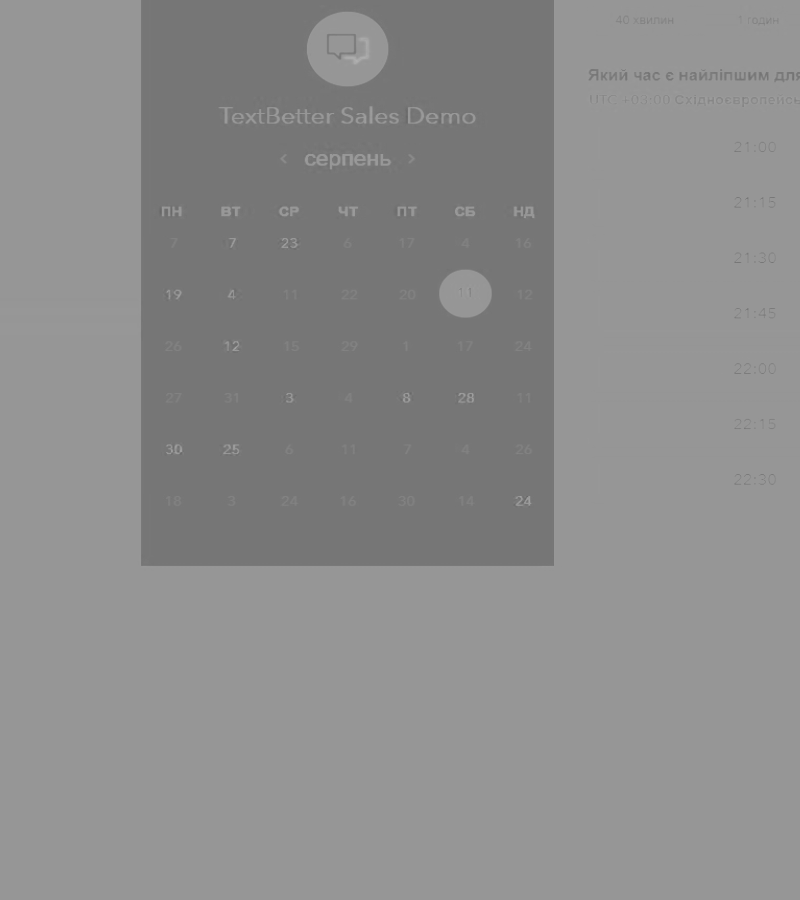 TextBetter Sales Demo
‹ серпень ›
ПН ВТ СР ЧТ ПТ СБ НД
7 7 23 6 17 4 16
19 4 11 22 20 11 12
26 12 15 29 1 17 24
27 31 3 4 8 28 11
30 25 6 11 7 4 26
18 3 24 16 30 14 24
40 хвилин 1 годин
Який час є найліпшим для
UTC +03:00 Східноєвропейсь
21:00
21:15
21:30
21:45
22:00
22:15
22:30